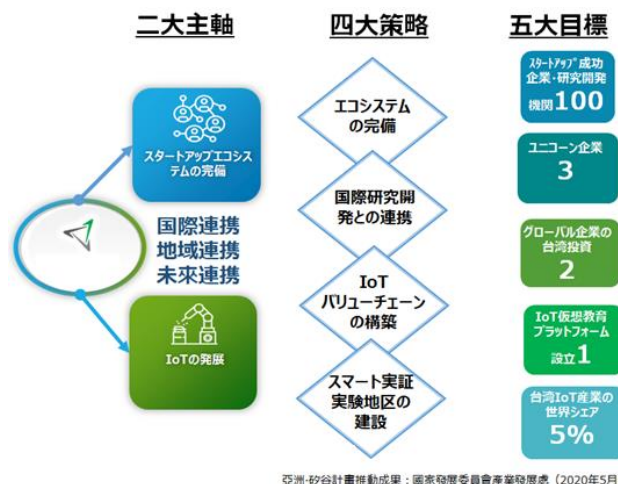 二大主軸
四大策略
五大目標
スタートアップエコシス
テムの完備
国際連携
地域連携
未來連携
IoTの発展
エコシステム
の完備
国際研究開
発との連携
IoT
バリューチェーン
の構築
スマート実証
実験地区の
建設
スタートアップ成功
企業・研究開発
機関100
ユニコーン企業
3
グローバル企業の
台湾投資
2
IoT仮想教育
プラットフォーム
設立1
台湾IoT産業の
世界シェア
5%
亞洲‧矽谷計畫推動成果：國家發展委員會產業發展處（2020年5月